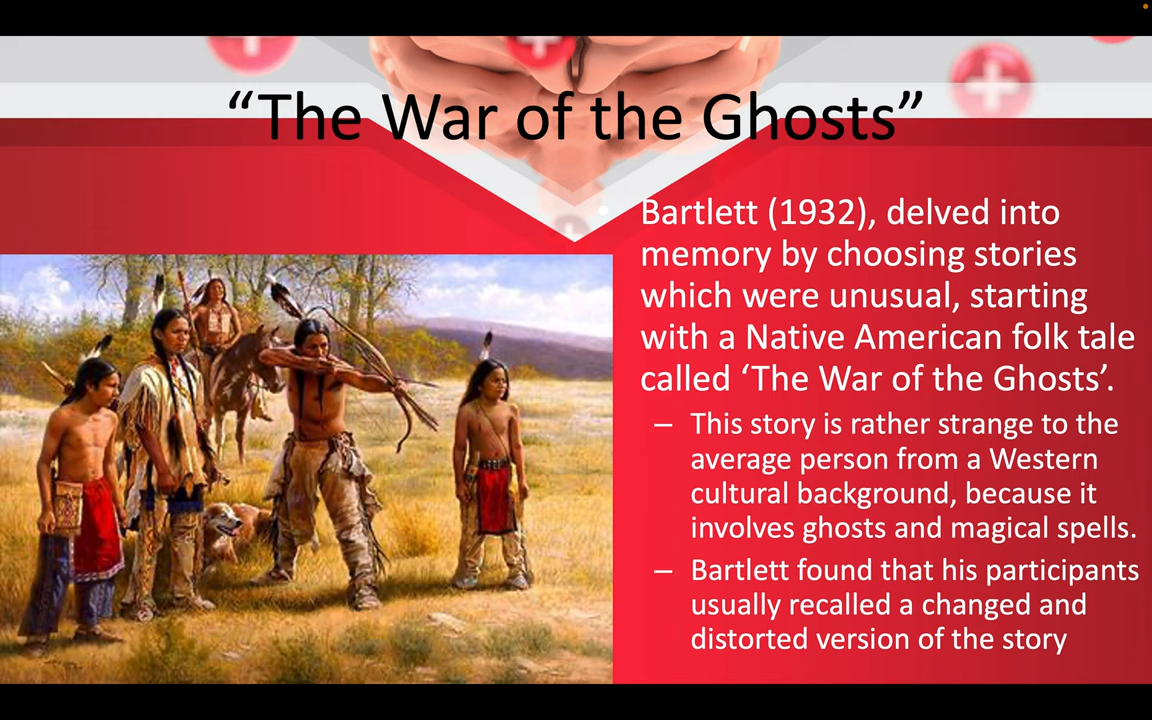 “The War of the Ghosts”
• Bartlett (1932), delved into
memory by choosing stories
which were unusual, starting
with a Native American folk tale
called ‘The War of the Ghosts’.
– This story is rather strange to the
average person from a Western
cultural background, because it
involves ghosts and magical spells.
– Bartlett found that his participants
usually recalled a changed and
distorted version of the story